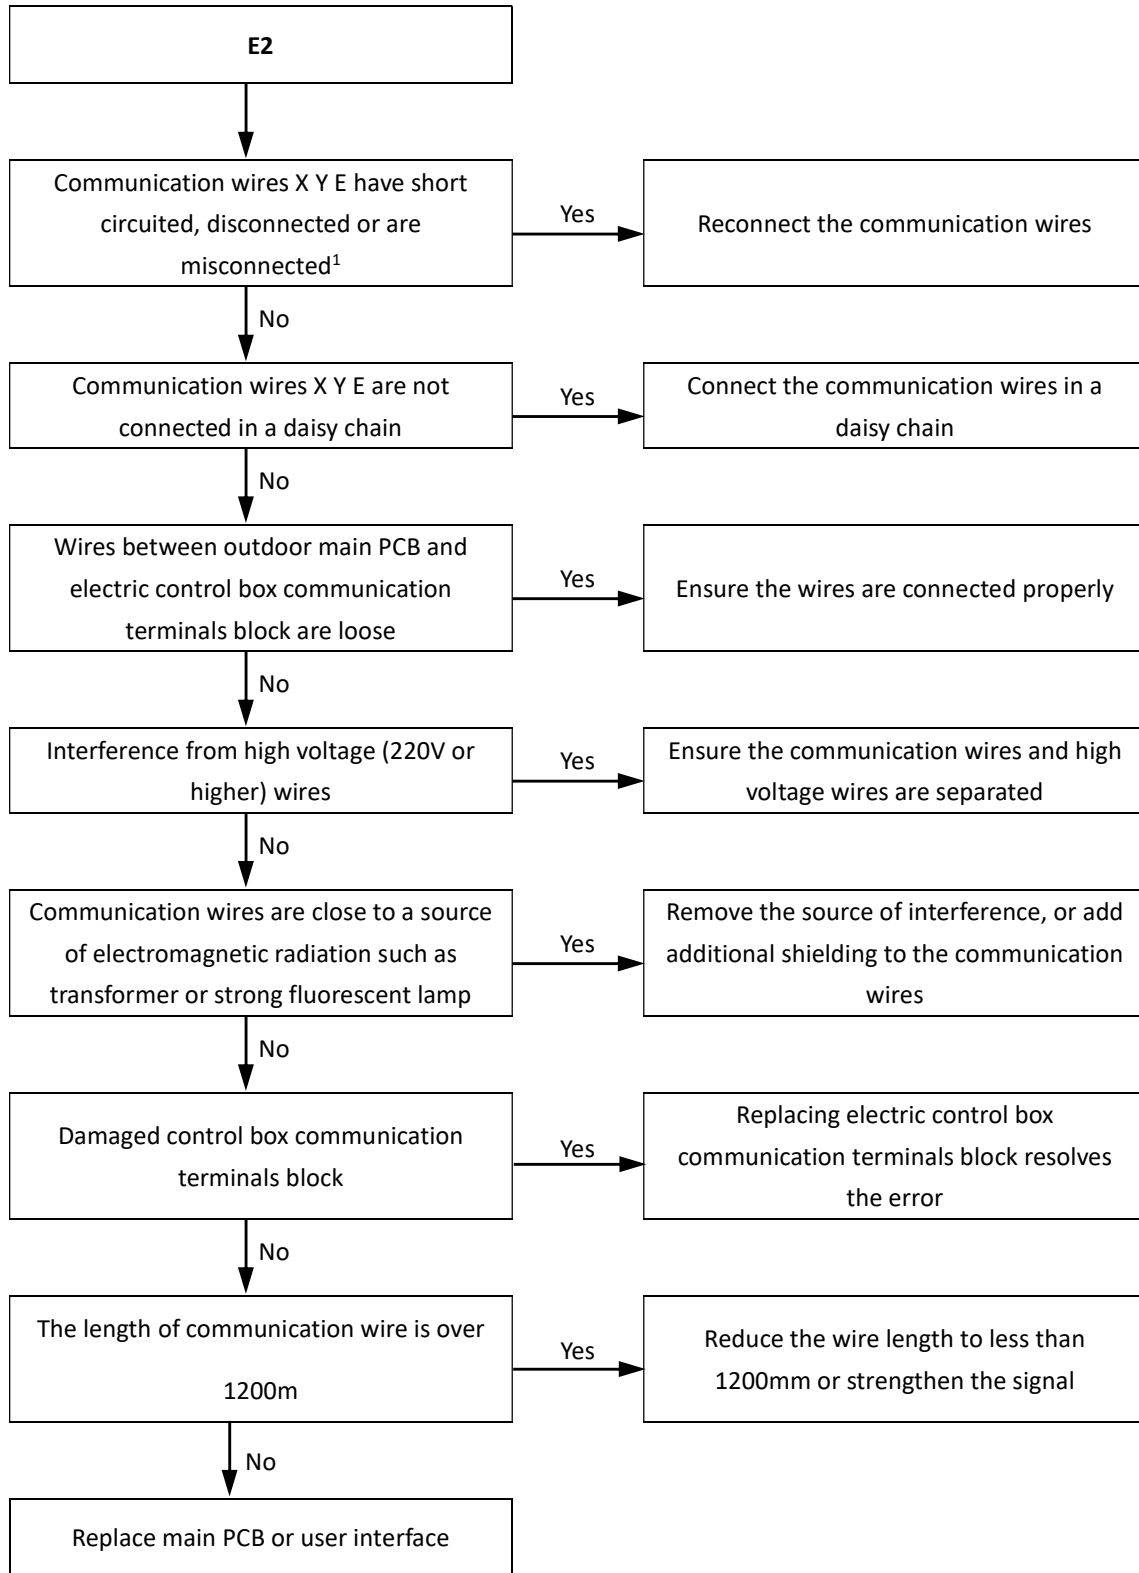 E2
Communication wires X Y E have short
circuited, disconnected or are
misconnected1
Yes
Reconnect the communication wires
No
Communication wires X Y E are not
connected in a daisy chain
Yes
Connect the communication wires in a
daisy chain
No
Wires between outdoor main PCB and
electric control box communication
terminals block are loose
Yes
Ensure the wires are connected properly
No
Interference from high voltage (220V or
higher) wires
Yes
Ensure the communication wires and high
voltage wires are separated
No
Communication wires are close to a source
of electromagnetic radiation such as
transformer or strong fluorescent lamp
Yes
Remove the source of interference, or add
additional shielding to the communication
wires
No
Damaged control box communication
terminals block
Yes
Replacing electric control box
communication terminals block resolves
the error
No
The length of communication wire is over
1200m
Yes
Reduce the wire length to less than
1200mm or strengthen the signal
No
Replace main PCB or user interface